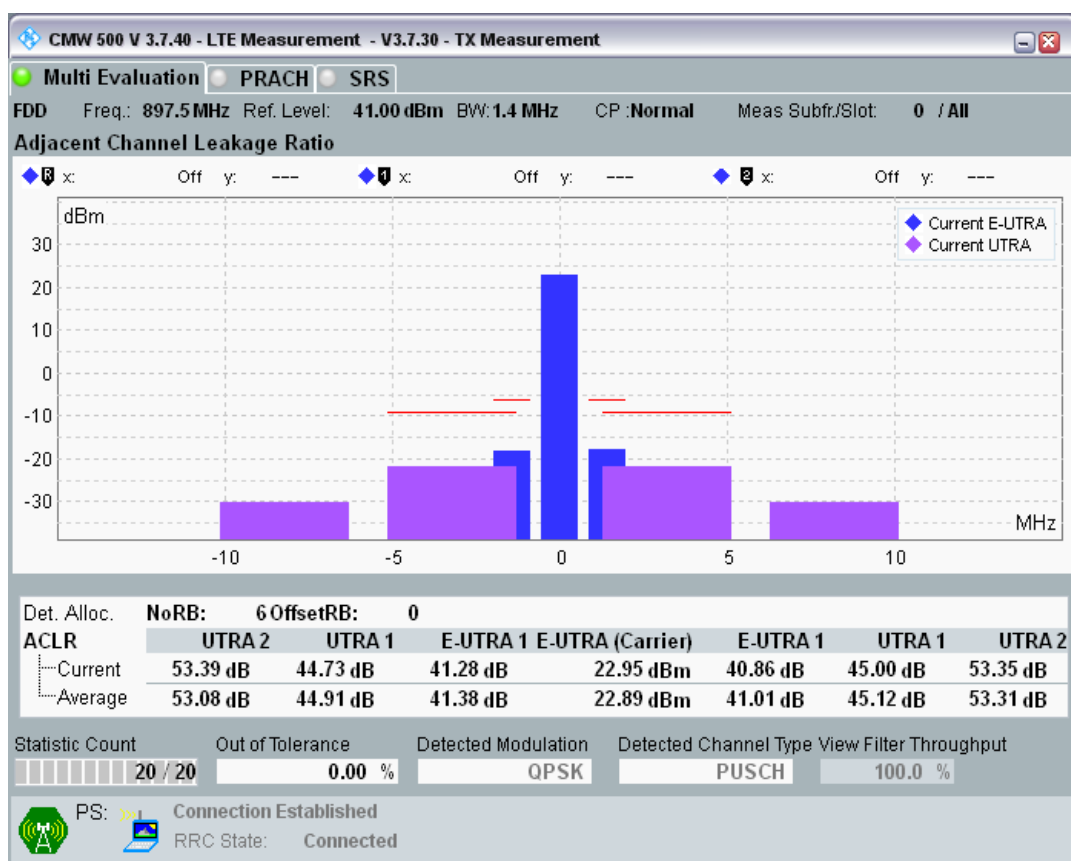 CMW 500 V 3.7.40 - LTE Measurement - V3.7.30 - TX Measurement
Multi Evaluation PRACH SRS
FDD Freq.: 897.5 MHz Ref. Level: 41.00 dBm BW: 1.4 MHz CP :Normal Meas Subfr./Slot: 0 / All
Adjacent Channel Leakage Ratio
R x: Off y: --- 1 x: Off y: --- 2 x: Off y: ---
dBm
Current E-UTRA
Current UTRA
30
20
10
0
-10
-20
-30
MHz
-10 -5 0 5 10
Det. Alloc. NoRB: 6 OffsetRB: 0
ACLR UTRA 2 UTRA 1 E-UTRA 1 E-UTRA (Carrier) E-UTRA 1 UTRA 1 UTRA 2
Current 53.39 dB 44.73 dB 41.28 dB 22.95 dBm 40.86 dB 45.00 dB 53.35 dB
Average 53.08 dB 44.91 dB 41.38 dB 22.89 dBm 41.01 dB 45.12 dB 53.31 dB
Statistic Count Out of Tolerance Detected Modulation Detected Channel Type View Filter Throughput
20 / 20 0.00 % QPSK PUSCH 100.0 %
PS: Connection Established
RRC State: Connected